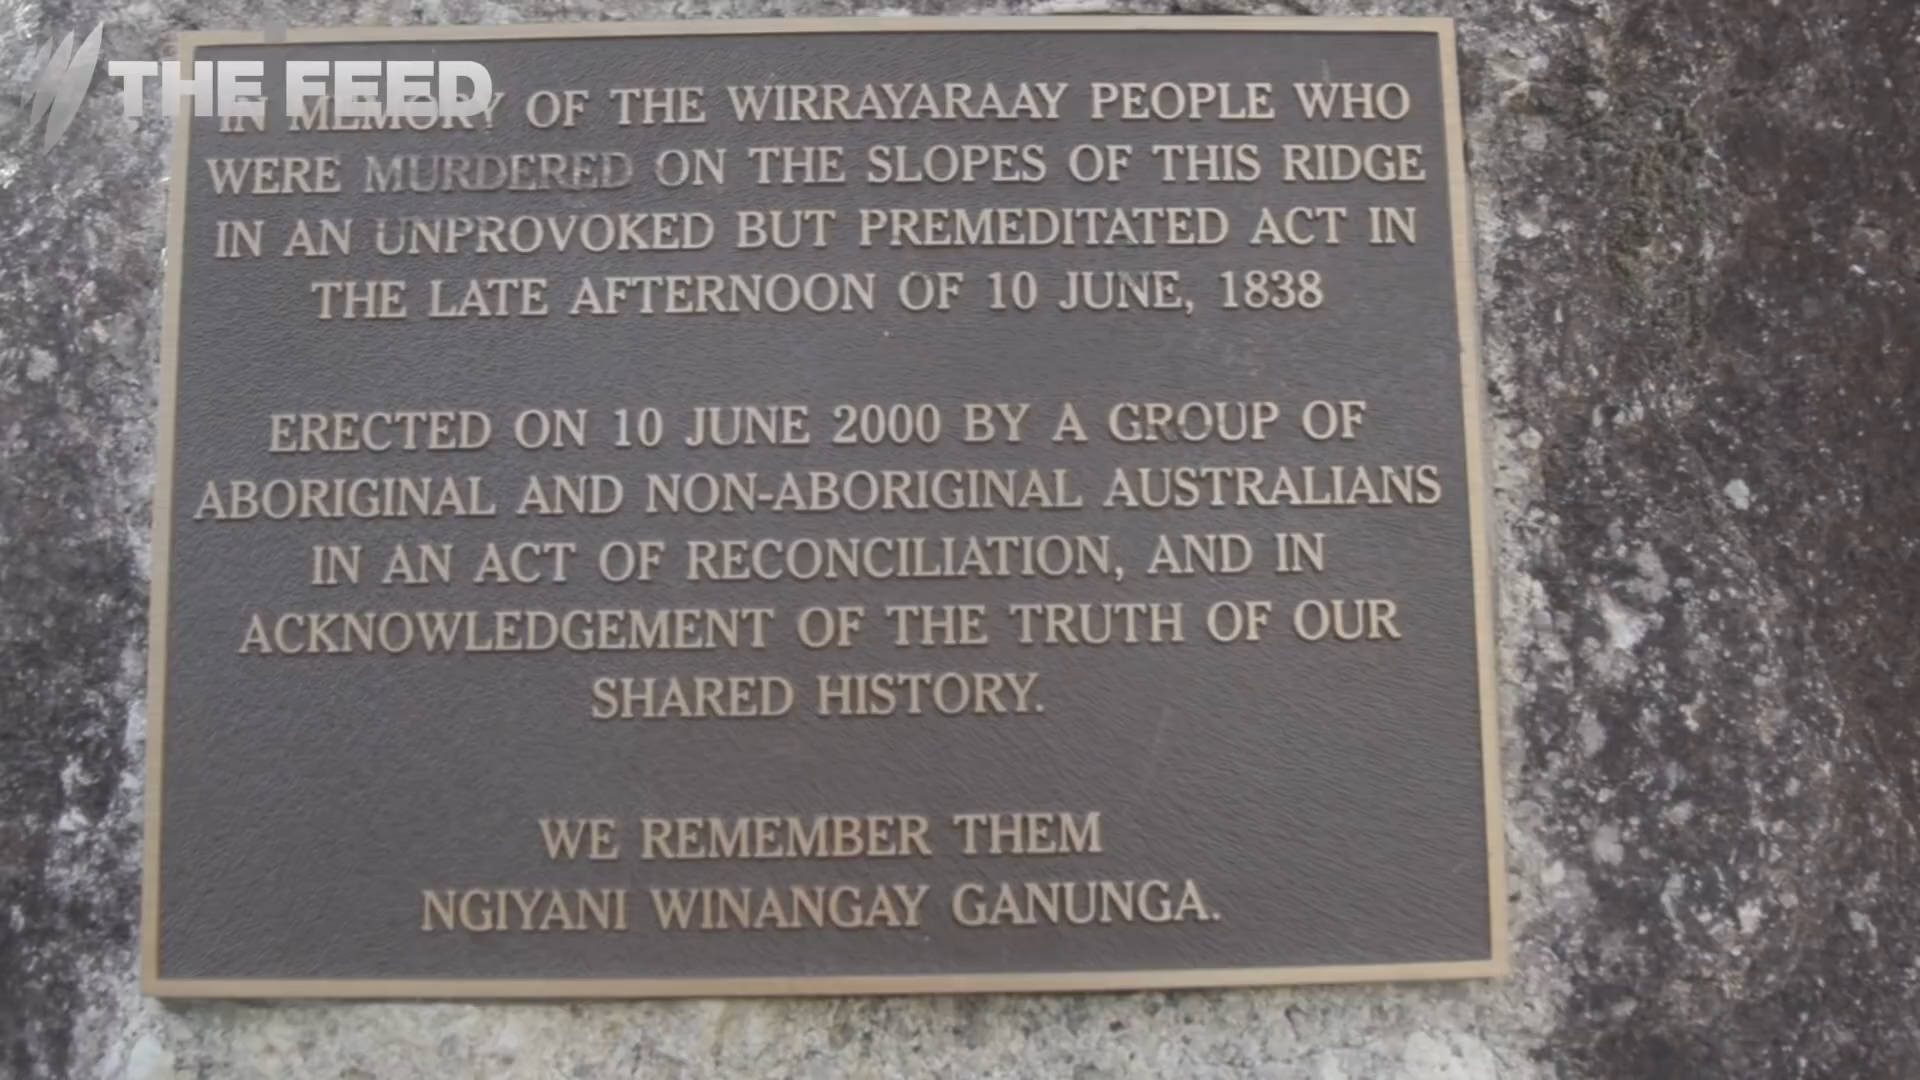 THE FEED
IN MEMORY OF THE WIRRAYARAAY PEOPLE WHO
WERE MURDERED ON THE SLOPES OF THIS RIDGE
IN AN UNPROVOKED BUT PREMEDITATED ACT IN
THE LATE AFTERNOON OF 10 JUNE, 1838
ERECTED ON 10 JUNE 2000 BY A GROUP OF
ABORIGINAL AND NON-ABORIGINAL AUSTRALIANS
IN AN ACT OF RECONCILIATION, AND IN
ACKNOWLEDGEMENT OF THE TRUTH OF OUR
SHARED HISTORY.
WE REMEMBER THEM
NGIYANI WINANGAY GANUNGA.